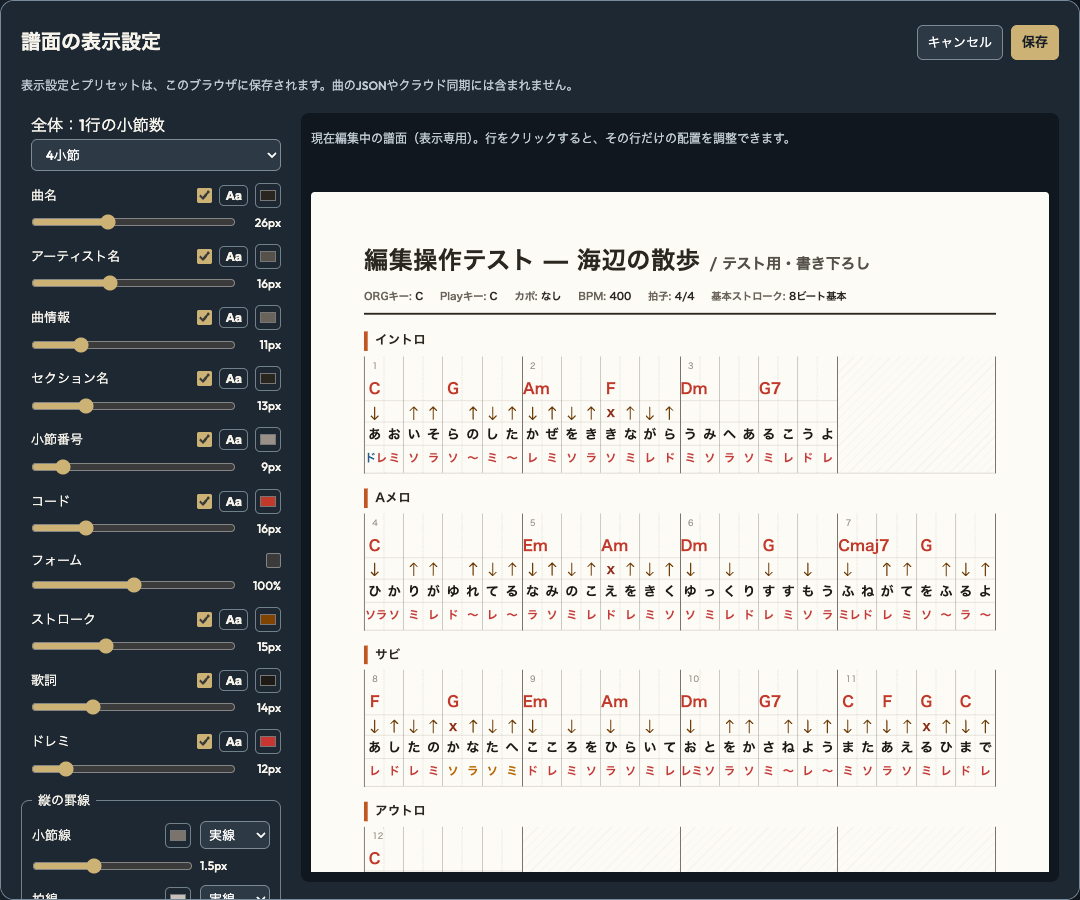 譜面の表示設定
キャンセル 保存
表示設定とプリセットは、このブラウザに保存されます。曲のJSONやクラウド同期には含まれません。
全体：1行の小節数
4小節
曲名 Aa
26px
アーティスト名 Aa
16px
曲情報 Aa
11px
セクション名 Aa
13px
小節番号 Aa
9px
コード Aa
16px
フォーム
100%
ストローク Aa
15px
歌詞 Aa
14px
ドレミ Aa
12px
縦の罫線
小節線 実線
1.5px
拍線 実線
現在編集中の譜面（表示専用）。行をクリックすると、その行だけの配置を調整できます。
編集操作テスト — 海辺の散歩 / テスト用・書き下ろし
ORGキー: C Playキー: C カポ: なし BPM: 400 拍子: 4/4 基本ストローク: 8ビート基本
イントロ
1 2 3
C G Am F Dm G7
↓ ↑ ↑ ↑ ↓ ↑ ↓ ↑ ↓ ↑ x ↑ ↓ ↑
あ お い そ ら の し た か ぜ を き き な が ら う み へ あ る こ う よ
ドレミ ソ ラ ソ 〜 ミ 〜 レ ミ ソ ラ ソ ミ レ ド ミ ソ ラ ソ ミ レ ド レ
Aメロ
4 5 6 7
C Em Am Dm G Cmaj7 G
↓ ↑ ↑ ↑ ↓ ↑ ↓ ↑ ↓ ↑ x ↑ ↓ ↑ ↓ ↓ ↓ ↓ ↓ ↑ ↑ ↑ ↓ ↑
ひ か り が ゆ れ て る な み の こ え を き く ゆ っ く り す す も う ふ ね が て を ふ る よ
ソラソ ミ レ ド 〜 レ 〜 ラ ソ ミ レ ド レ ミ ソ ソ ミ レ ド レ ミ ソ ラ ミレド レ ミ ソ 〜 ラ 〜
サビ
8 9 10 11
F G Em Am Dm G7 C F G C
↓ ↑ ↓ ↑ x ↑ ↓ ↑ ↓ ↓ ↓ ↓ ↓ ↑ ↑ ↑ ↓ ↑ ↓ ↑ ↓ ↑ x ↑ ↓ ↑
あ し た の か な た へ こ こ ろ を ひ ら い て お と を か さ ね よ う ま た あ え る ひ ま で
レ ド レ ミ ソ ラ ソ ミ ド レ ミ ソ ラ ソ ミ レ レミソ ラ ソ ミ 〜 レ 〜 ミ ソ ラ ソ ミ レ ド レ
アウトロ
12
C